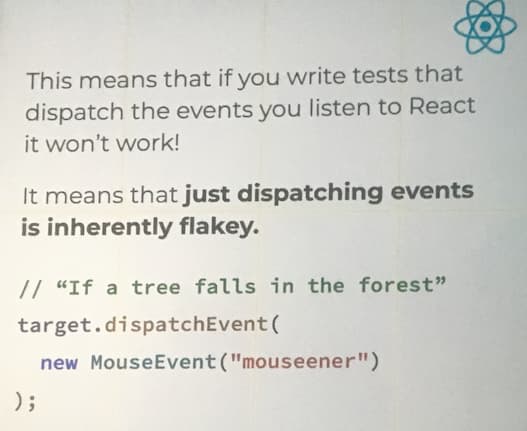 This means that if you write tests that
dispatch the events you listen to React
it won’t work!
It means that just dispatching events
is inherently flakey.
// “If a tree falls in the forest”
target.dispatchEvent(
new MouseEvent("mouseener")
);